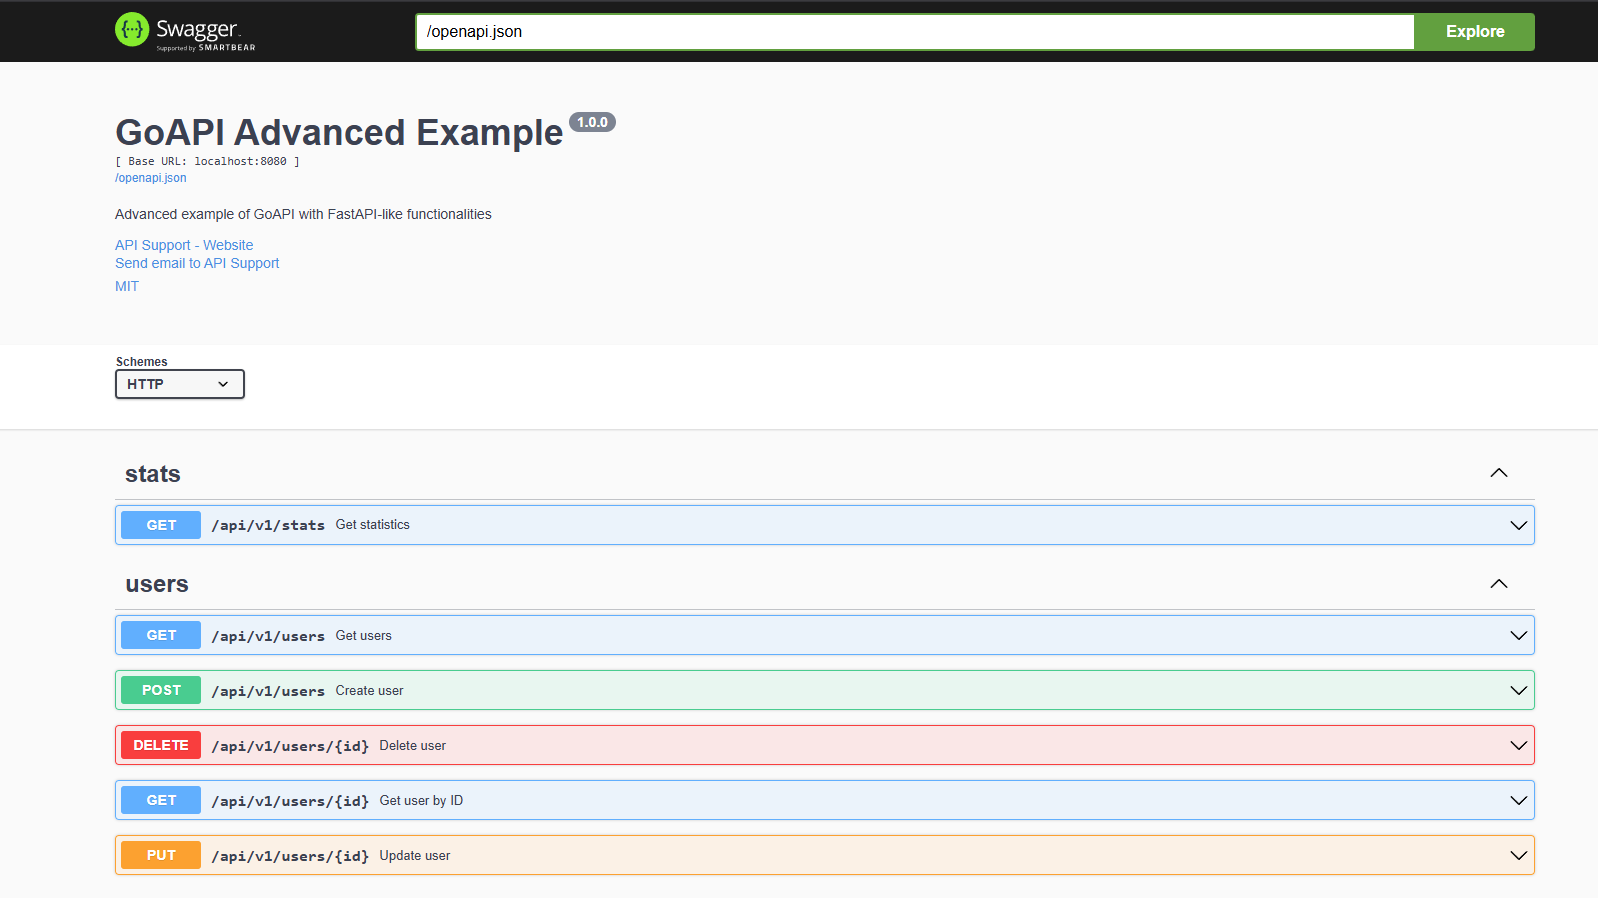 Swagger
Supported by SMARTBEAR
/openapi.json
Explore
GoAPI Advanced Example 1.0.0
[ Base URL: localhost:8080 ]
/openapi.json
Advanced example of GoAPI with FastAPI-like functionalities
API Support - Website
Send email to API Support
MIT
Schemes
HTTP
stats
GET /api/v1/stats Get statistics
users
GET /api/v1/users Get users
POST /api/v1/users Create user
DELETE /api/v1/users/{id} Delete user
GET /api/v1/users/{id} Get user by ID
PUT /api/v1/users/{id} Update user